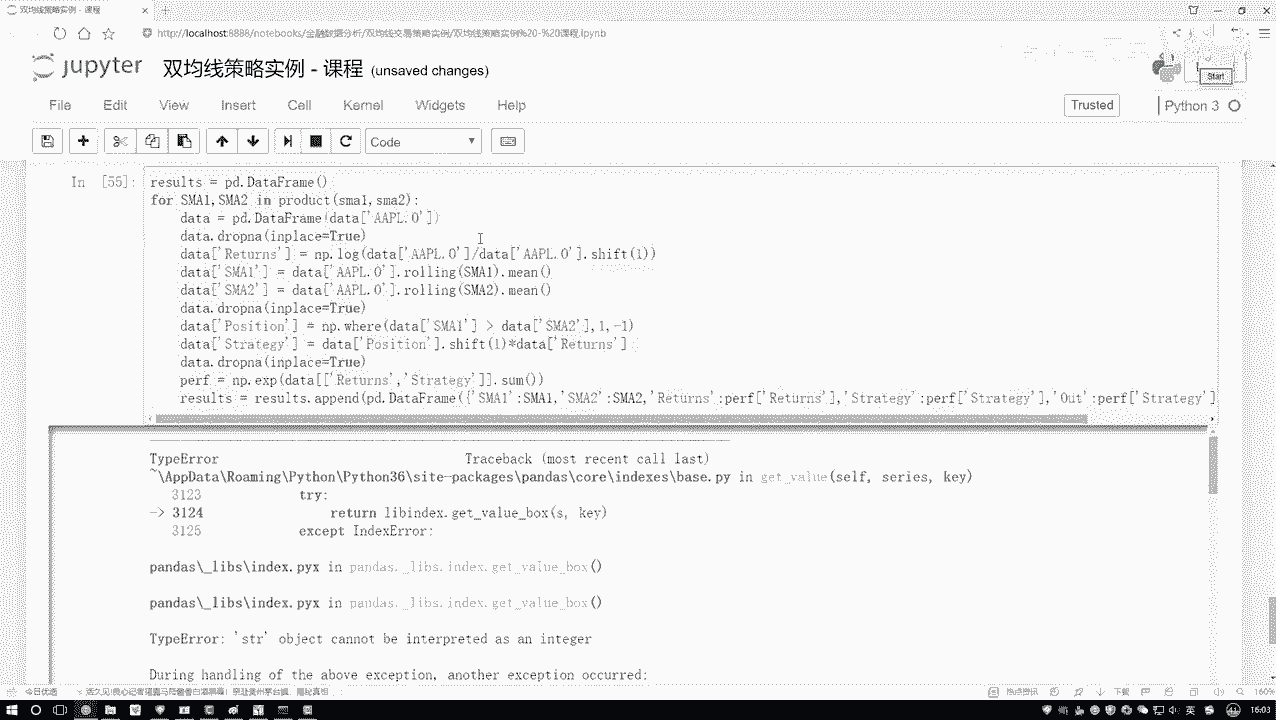 双均线策略实例 - 课程
http://localhost:8888/notebooks/金融数据分析/双均线交易策略实例/双均线策略实例%20-%20课程.ipynb
jupyter 双均线策略实例 - 课程 (unsaved changes)
Start
File Edit View Insert Cell Kernel Widgets Help
Trusted Python 3
Code
In [55]:
results = pd.DataFrame()
for SMA1,SMA2 in product(sma1,sma2):
data = pd.DataFrame(data['AAPL.O'])
data.dropna(inplace=True)
data['Returns'] = np.log(data['AAPL.O']/data['AAPL.O'].shift(1))
data['SMA1'] = data['AAPL.O'].rolling(SMA1).mean()
data['SMA2'] = data['AAPL.O'].rolling(SMA2).mean()
data.dropna(inplace=True)
data['Position'] = np.where(data['SMA1'] > data['SMA2'],1,-1)
data['Strategy'] = data['Position'].shift(1)*data['Returns']
data.dropna(inplace=True)
perf = np.exp(data[['Returns','Strategy']].sum())
results = results.append(pd.DataFrame({'SMA1':SMA1,'SMA2':SMA2,'Returns':perf['Returns'],'Strategy':perf['Strategy'],'Out':perf['Strategy']
TypeError Traceback (most recent call last)
~\AppData\Roaming\Python\Python36\site-packages\pandas\core\indexes\base.py in get_value(self, series, key)
3123 try:
-> 3124 return libindex.get_value_box(s, key)
3125 except IndexError:
pandas\_libs\index.pyx in pandas._libs.index.get_value_box()
pandas\_libs\index.pyx in pandas._libs.index.get_value_box()
TypeError: 'str' object cannot be interpreted as an integer
During handling of the above exception, another exception occurred:
今日优选
热点资讯
下载
160%
英
16:03